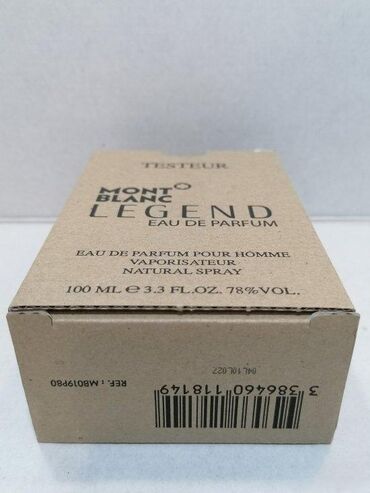 TESTEUR
MONT
BLANC
LEGEND
EAU DE PARFUM
EAU DE PARFUM POUR HOMME
VAPORISATEUR
NATURAL SPRAY
100 ML ℮ 3.3 FL.OZ. 78%VOL.
REF. : MB019P80
04L10L027
3 386460 118149